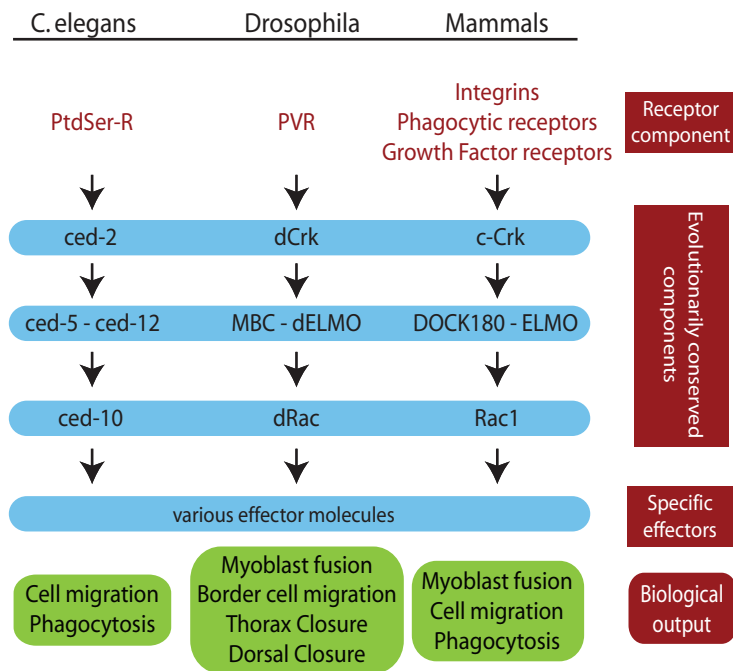 C. elegans Drosophila Mammals
PtdSer-R
PVR
Integrins
Phagocytic receptors
Growth Factor receptors
Receptor
component
ced-2 dCrk c-Crk
ced-5 - ced-12 MBC - dELMO DOCK180 - ELMO
ced-10 dRac Rac1
Evolutionarily conserved
components
various effector molecules
Specific
effectors
Cell migration
Phagocytosis
Myoblast fusion
Border cell migration
Thorax Closure
Dorsal Closure
Myoblast fusion
Cell migration
Phagocytosis
Biological
output